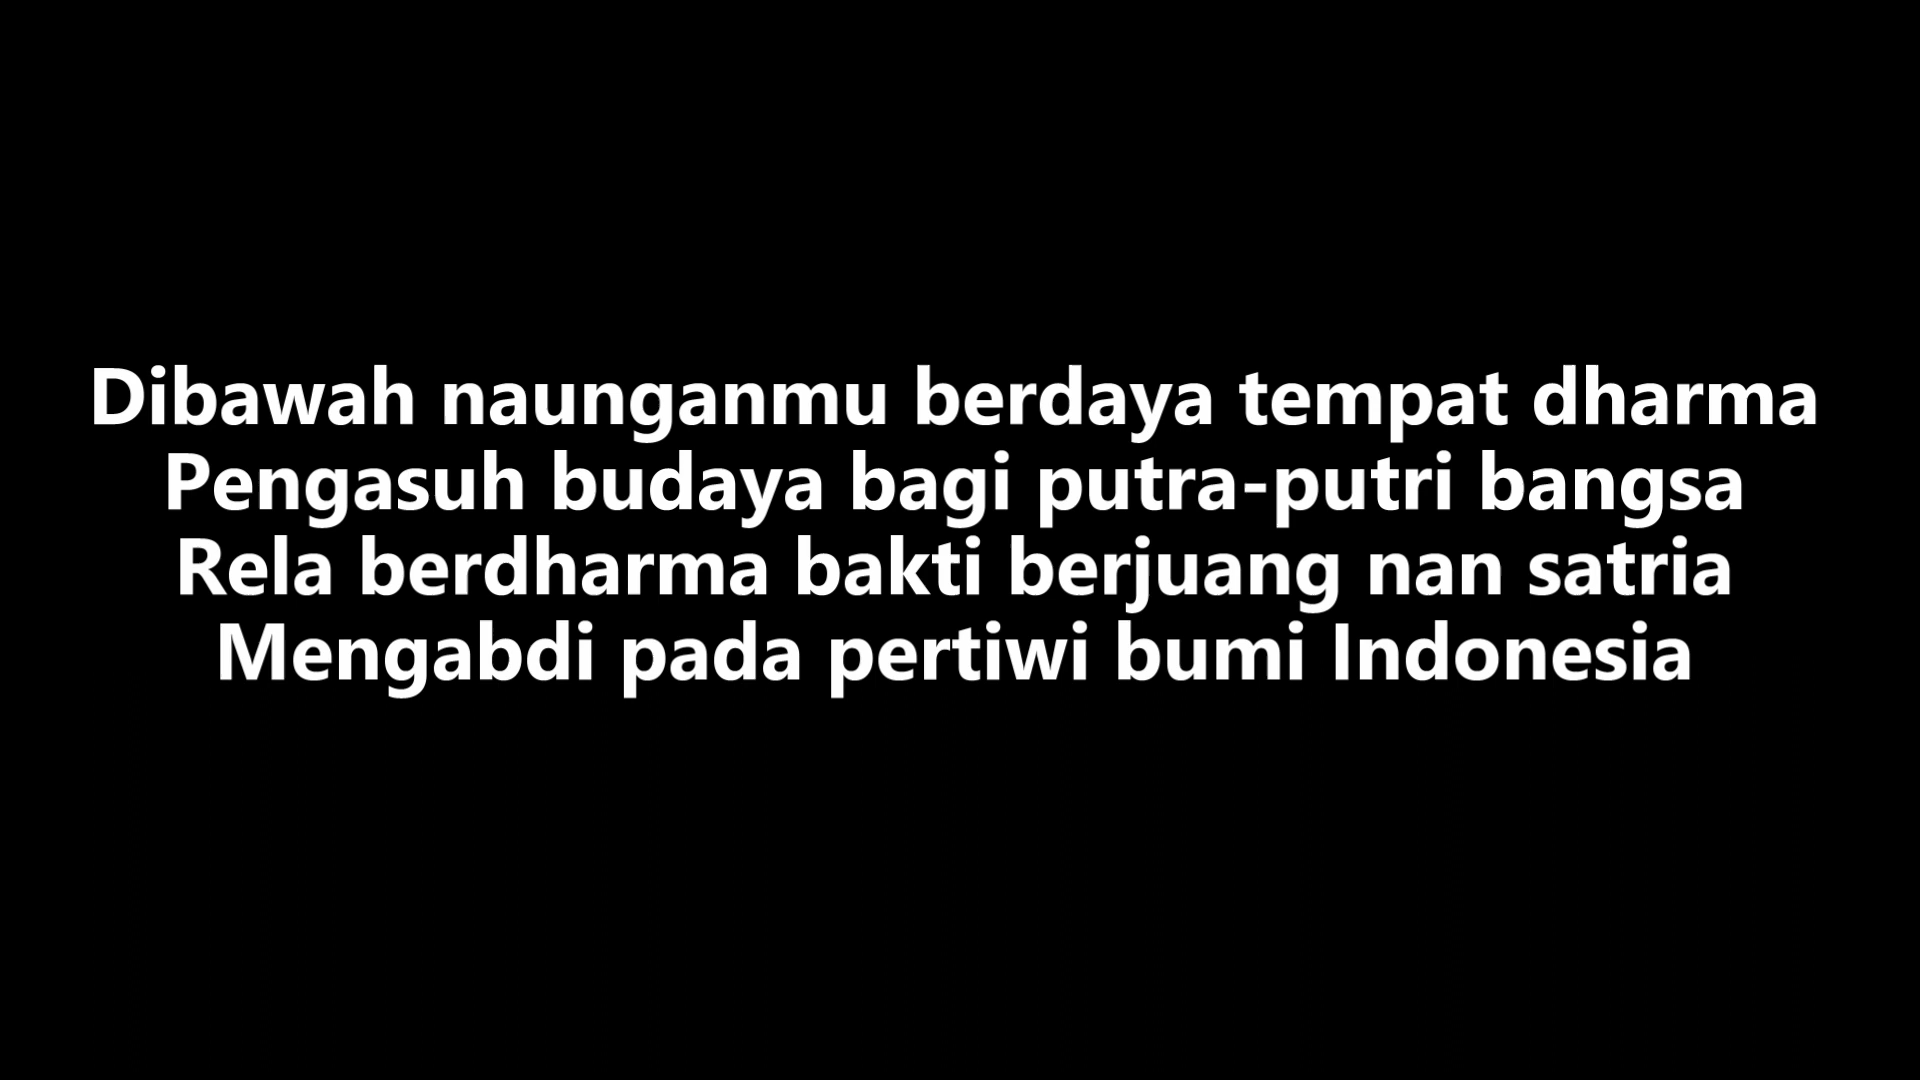 Dibawah naunganmu berdaya tempat dharma
Pengasuh budaya bagi putra-putri bangsa
Rela berdharma bakti berjuang nan satria
Mengabdi pada pertiwi bumi Indonesia